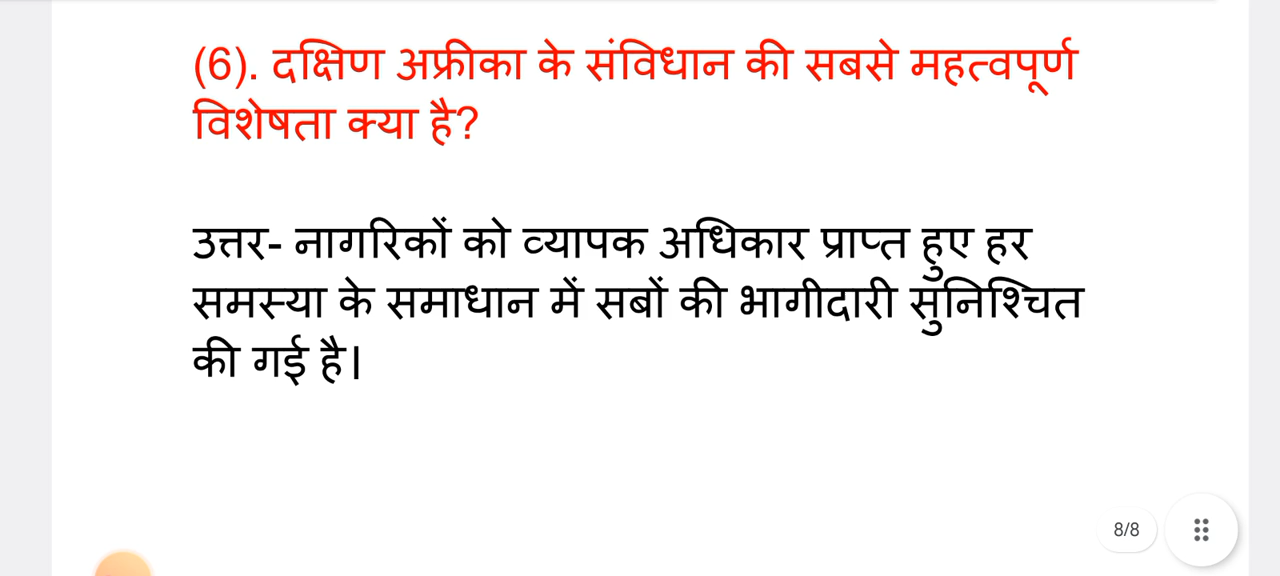 (6). दक्षिण अफ्रीका के संविधान की सबसे महत्वपूर्ण
विशेषता क्या है?
उत्तर- नागरिकों को व्यापक अधिकार प्राप्त हुए हर
समस्या के समाधान में सबों की भागीदारी सुनिश्चित
की गई है।
8/8